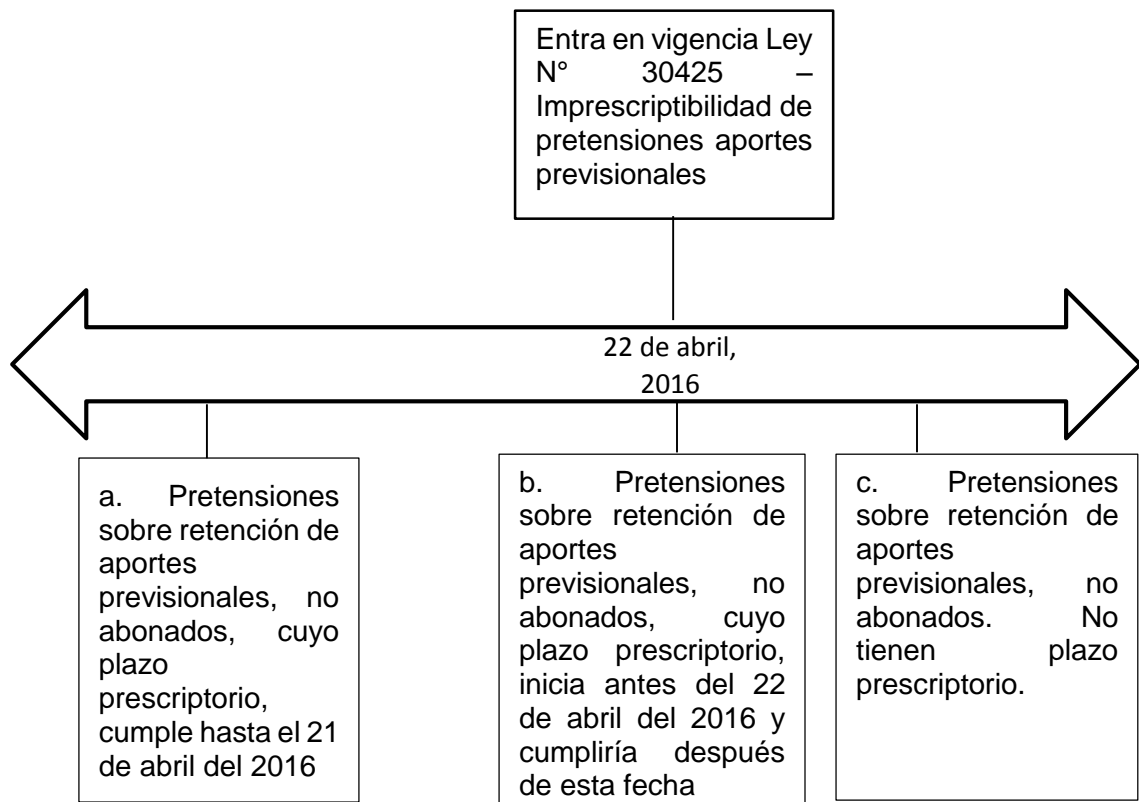 Entra en vigencia Ley
N° 30425 –
Imprescriptibilidad de
pretensiones aportes
previsionales
22 de abril,
2016
a. Pretensiones
sobre retención de
aportes
previsionales, no
abonados, cuyo
plazo
prescriptorio,
cumple hasta el 21
de abril del 2016
b. Pretensiones
sobre retención de
aportes
previsionales, no
abonados, cuyo
plazo prescriptorio,
inicia antes del 22
de abril del 2016 y
cumpliría después
de esta fecha
c. Pretensiones
sobre retención de
aportes
previsionales, no
abonados. No
tienen plazo
prescriptorio.